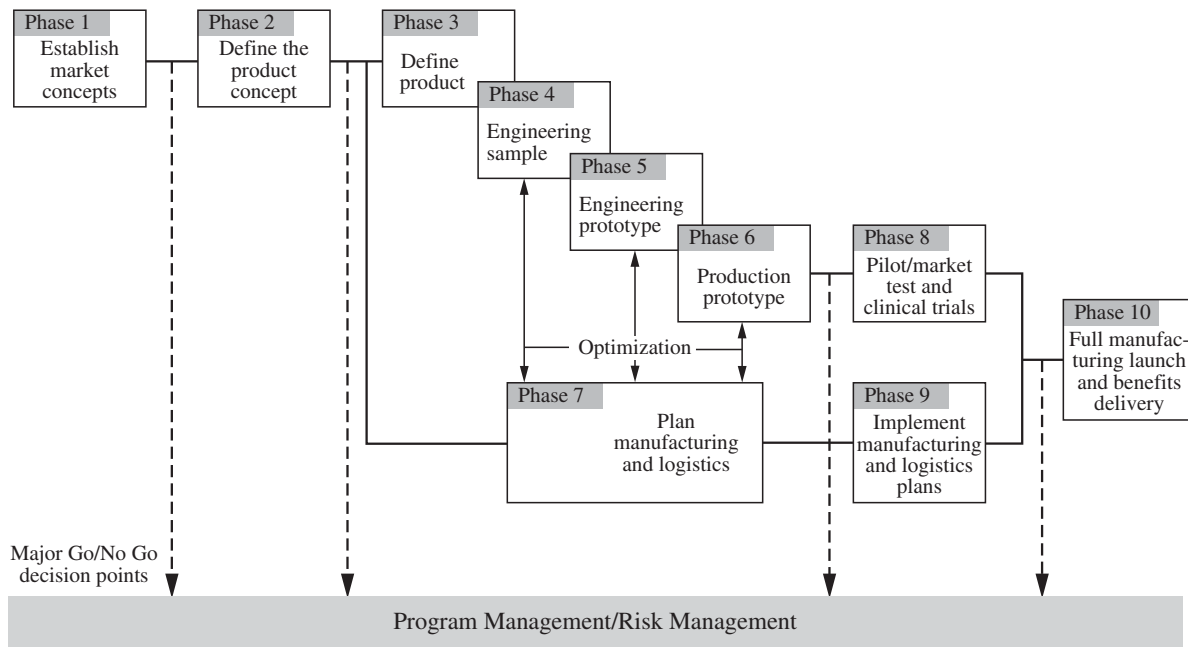 Phase 1
Establish
market
concepts
Phase 2
Define the
product
concept
Phase 3
Define
product
Phase 4
Engineering
sample
Phase 5
Engineering
prototype
Phase 6
Production
prototype
Phase 8
Pilot/market
test and
clinical trials
Phase 10
Full manufac-
turing launch
and benefits
delivery
Optimization
Phase 7
Plan
manufacturing
and logistics
Phase 9
Implement
manufacturing
and logistics
plans
Major Go/No Go
decision points
Program Management/Risk Management